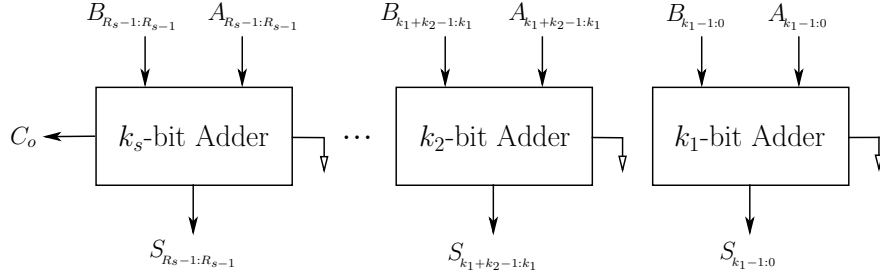 B_{R_s-1:R_{s-1}} A_{R_s-1:R_{s-1}} B_{k_1+k_2-1:k_1} A_{k_1+k_2-1:k_1} B_{k_1-1:0} A_{k_1-1:0}
C_o k_s-bit Adder ... k_2-bit Adder k_1-bit Adder
S_{R_s-1:R_{s-1}} S_{k_1+k_2-1:k_1} S_{k_1-1:0}